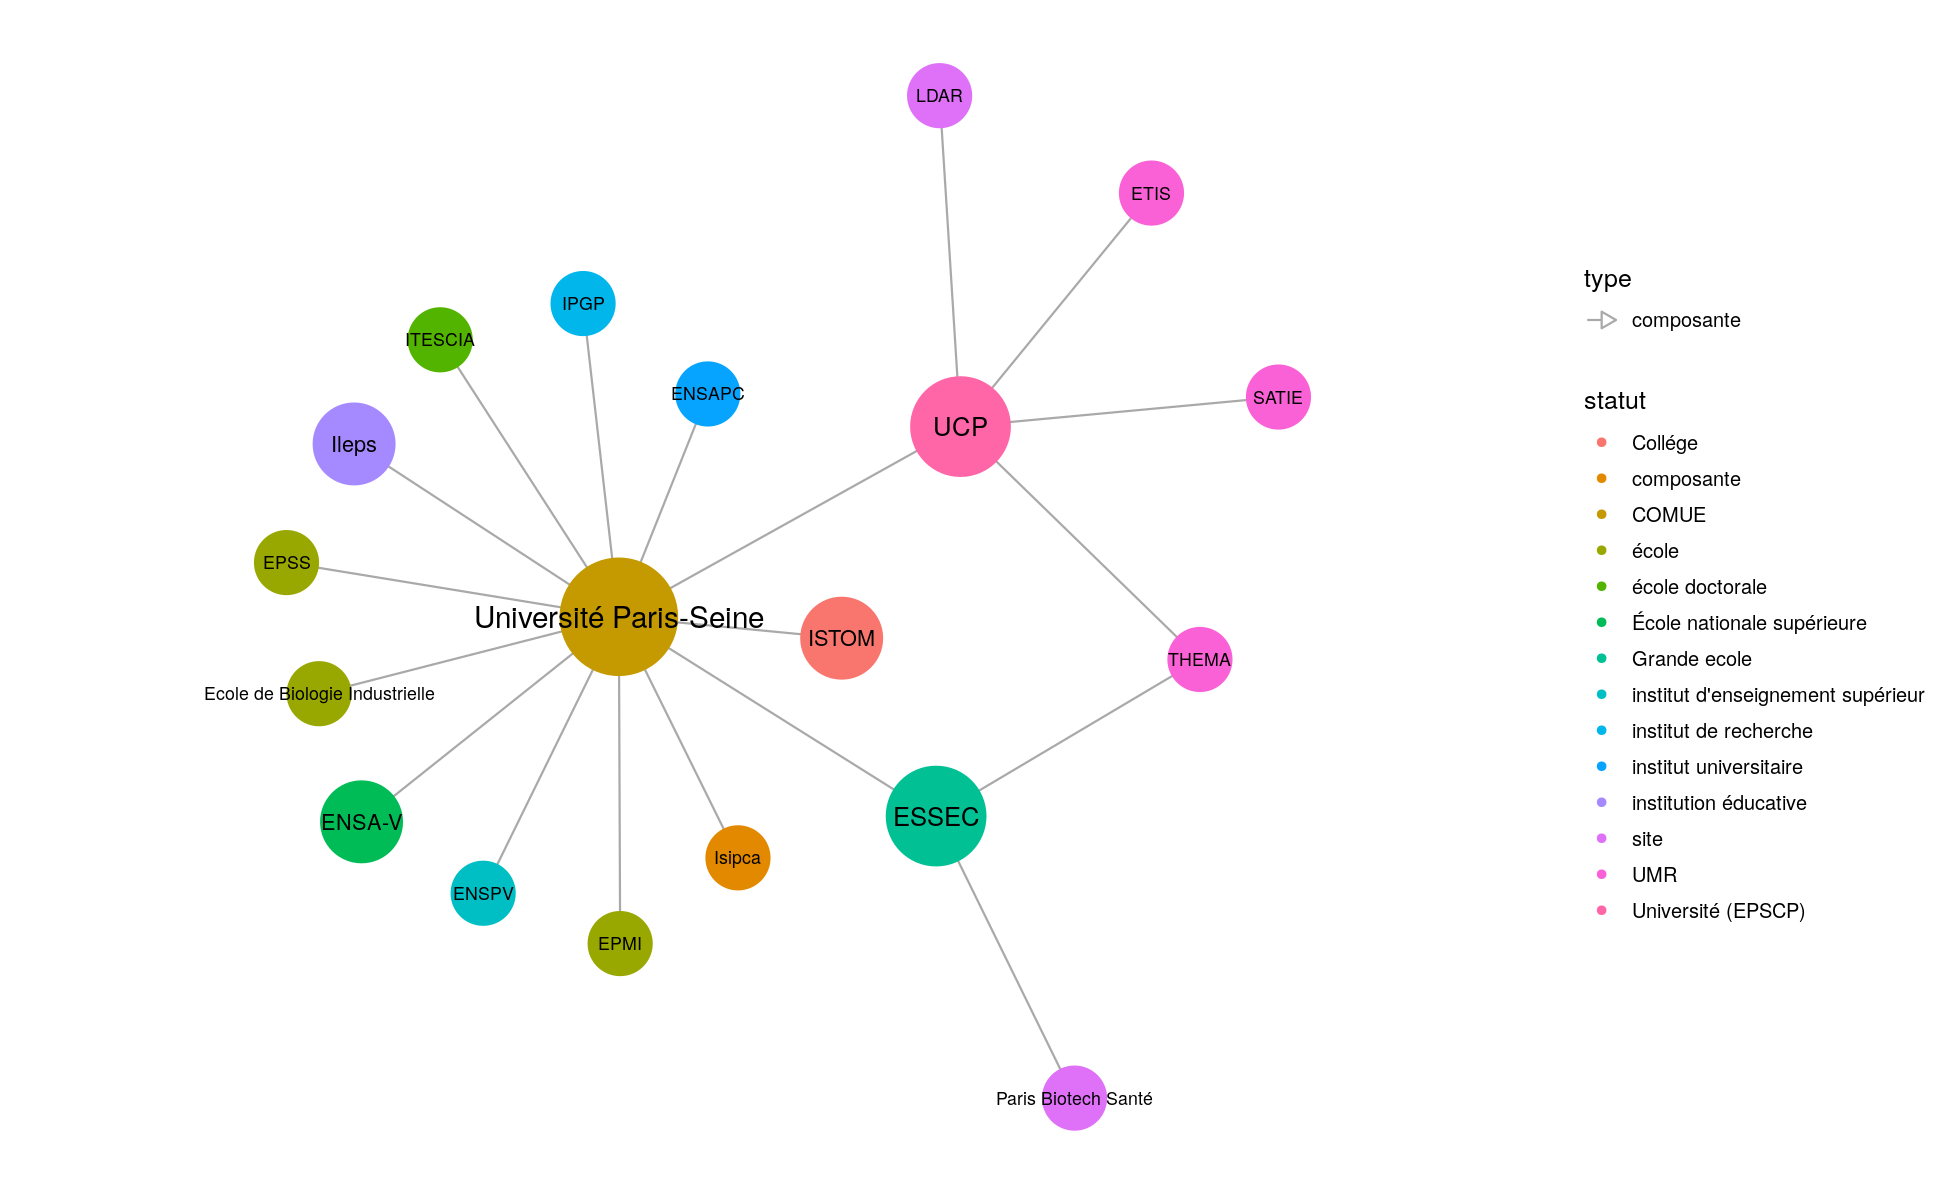 LDAR
ETIS
IPGP
ITESCIA
ENSAPC
SATIE
UCP
Ileps
EPSS
Université Paris-Seine
ISTOM
THEMA
Ecole de Biologie Industrielle
ESSEC
ENSA-V
Isipca
ENSPV
EPMI
Paris Biotech Santé
type
composante
statut
Collége
composante
COMUE
école
école doctorale
École nationale supérieure
Grande ecole
institut d'enseignement supérieur
institut de recherche
institut universitaire
institution éducative
site
UMR
Université (EPSCP)